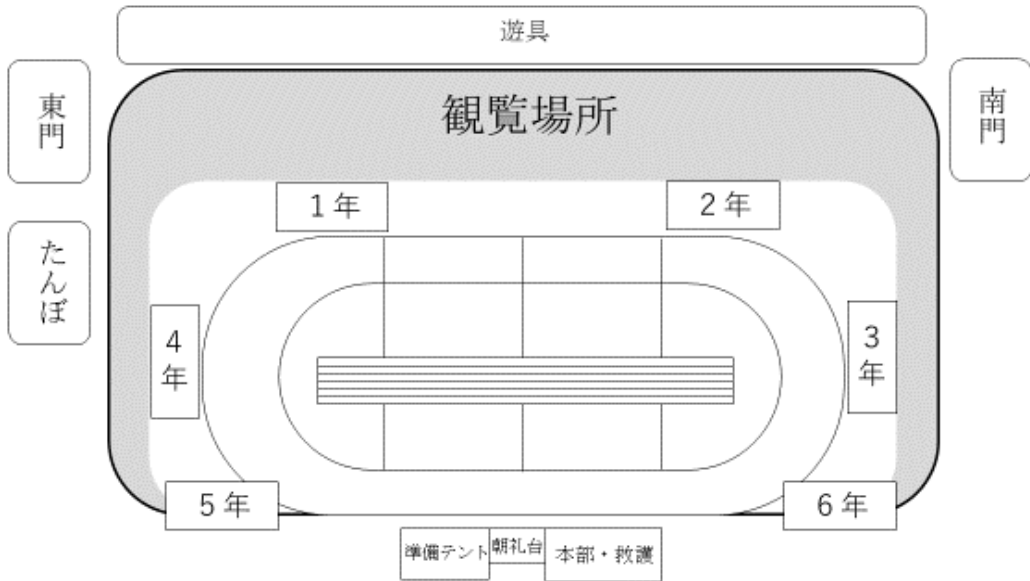 遊具
東門
観覧場所
南門
1年
2年
たんぼ
4年
3年
5年
6年
準備テント
朝礼台
本部・救護